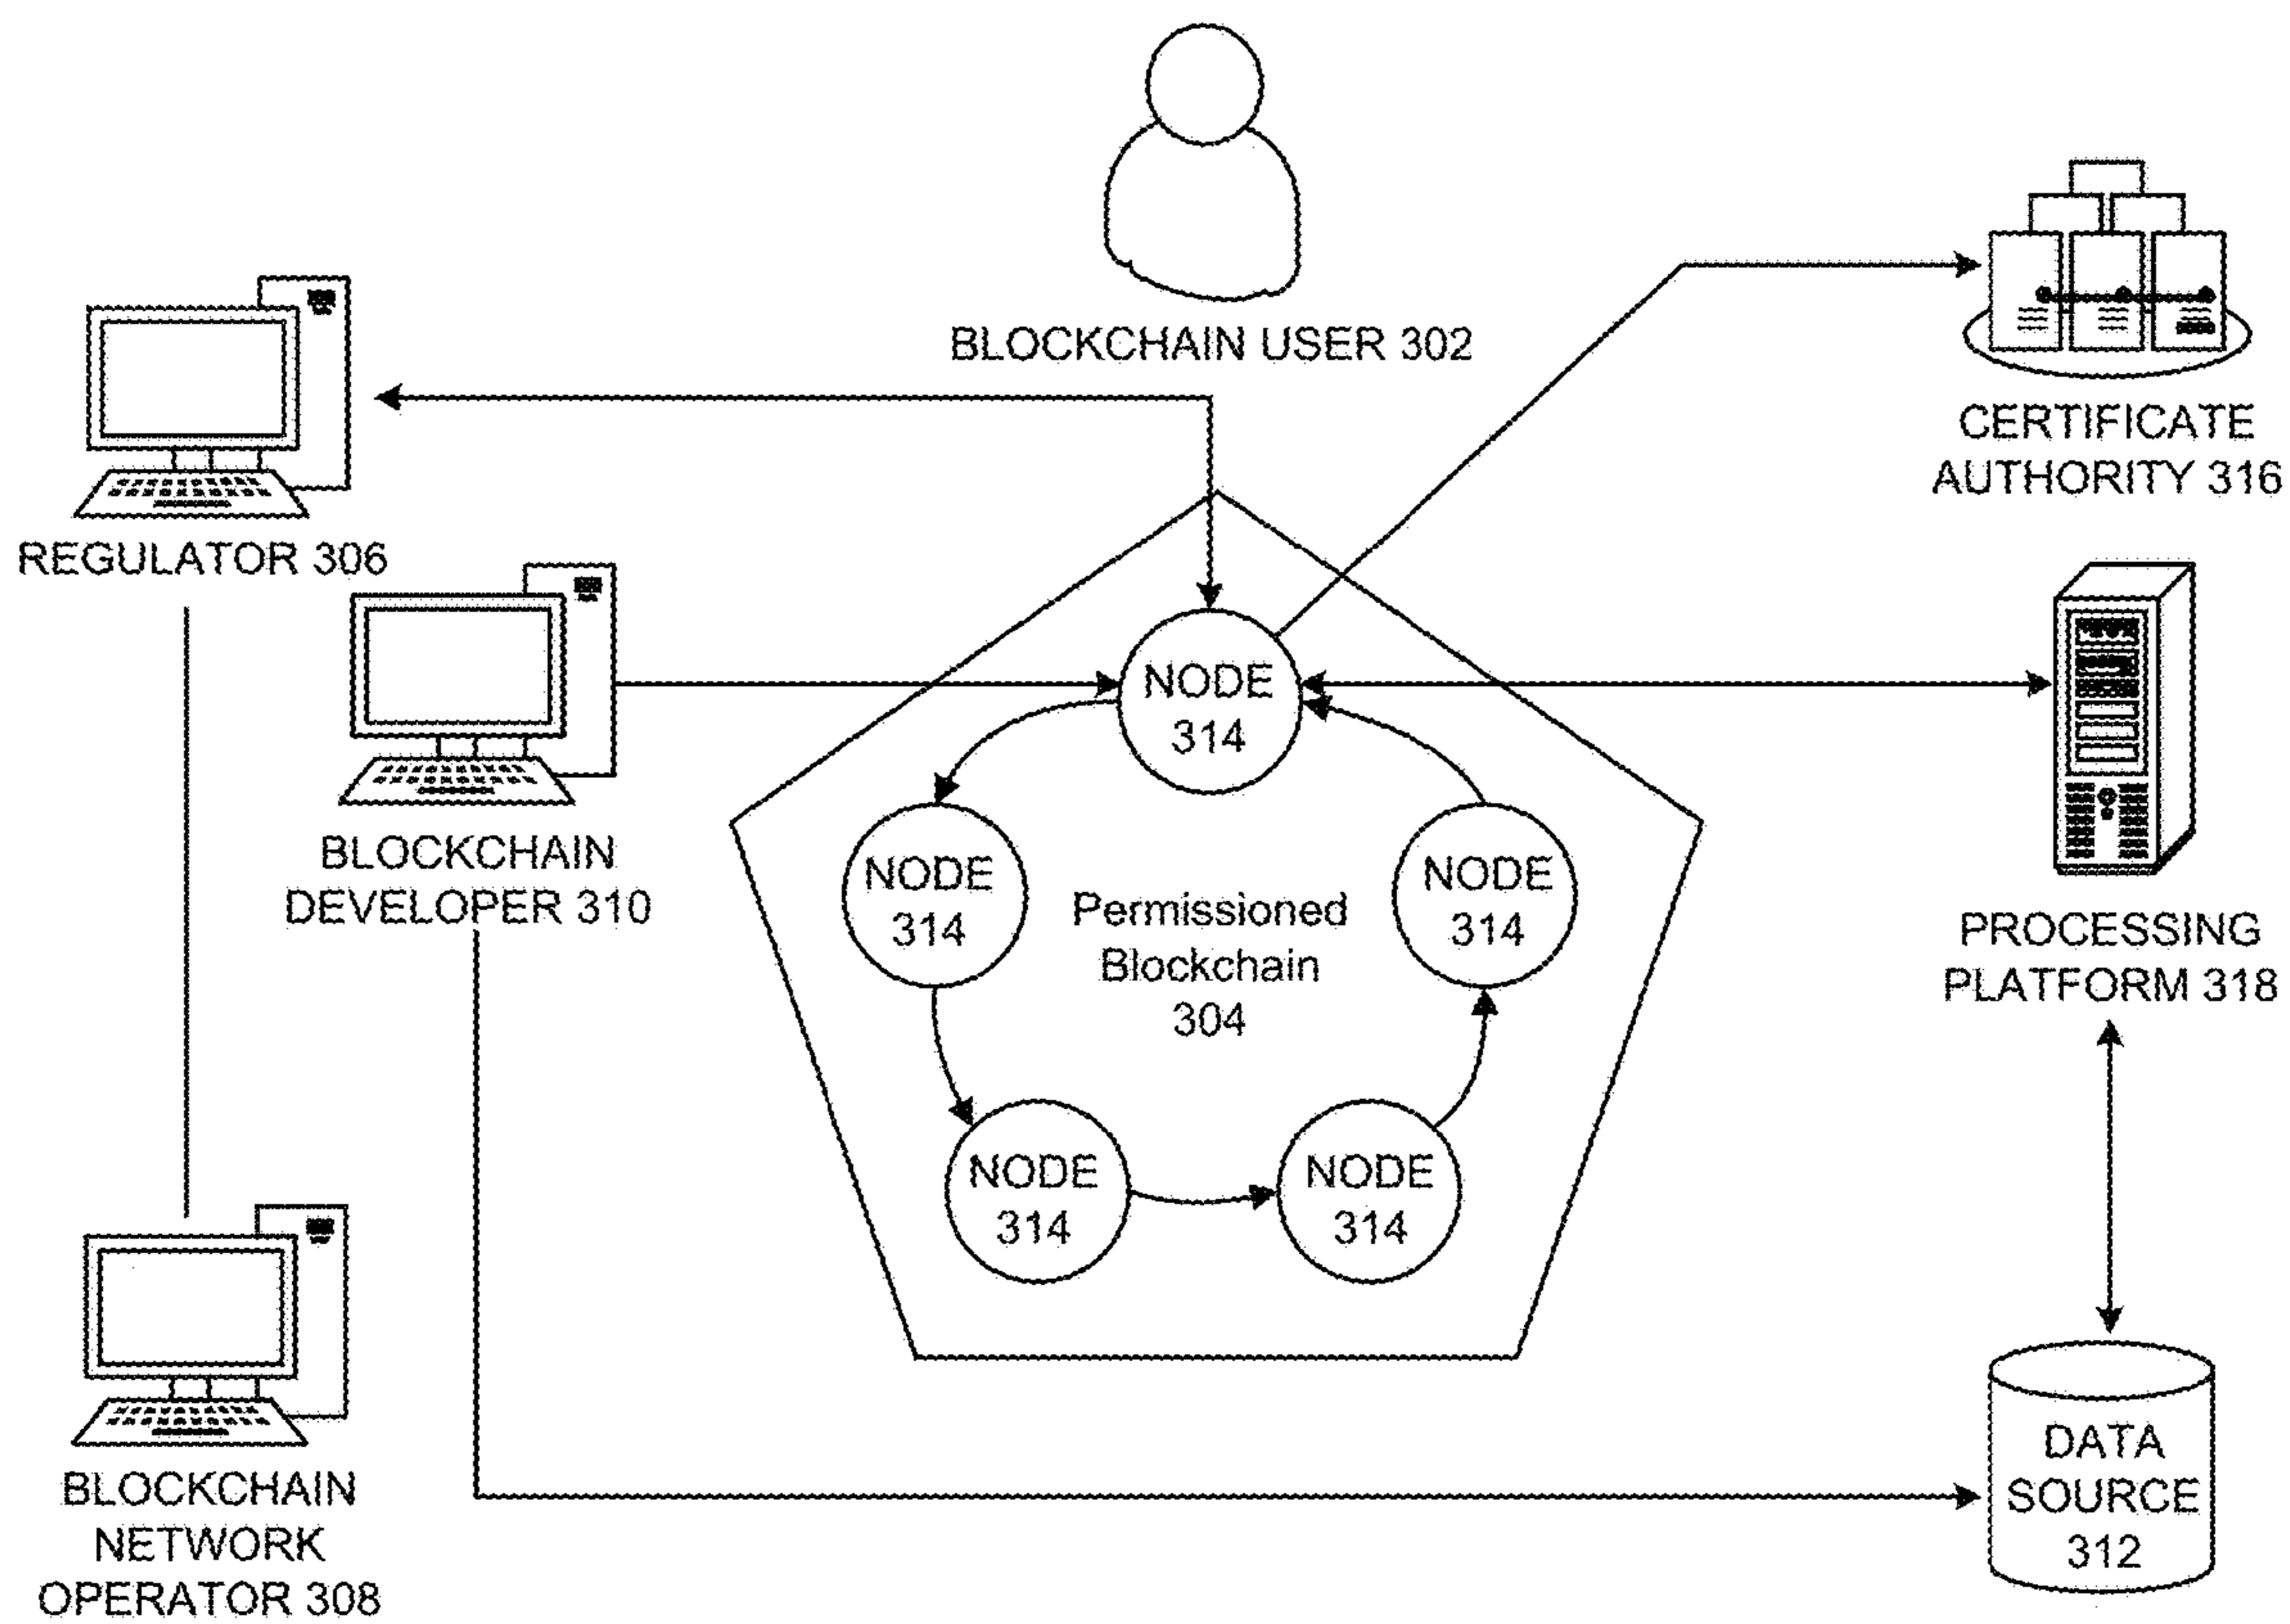 BLOCKCHAIN USER 302
CERTIFICATE
AUTHORITY 316
REGULATOR 306
BLOCKCHAIN
DEVELOPER 310
NODE
314
NODE
314
Permissioned
Blockchain
304
NODE
314
NODE
314
NODE
314
PROCESSING
PLATFORM 318
BLOCKCHAIN
NETWORK
OPERATOR 308
DATA
SOURCE
312